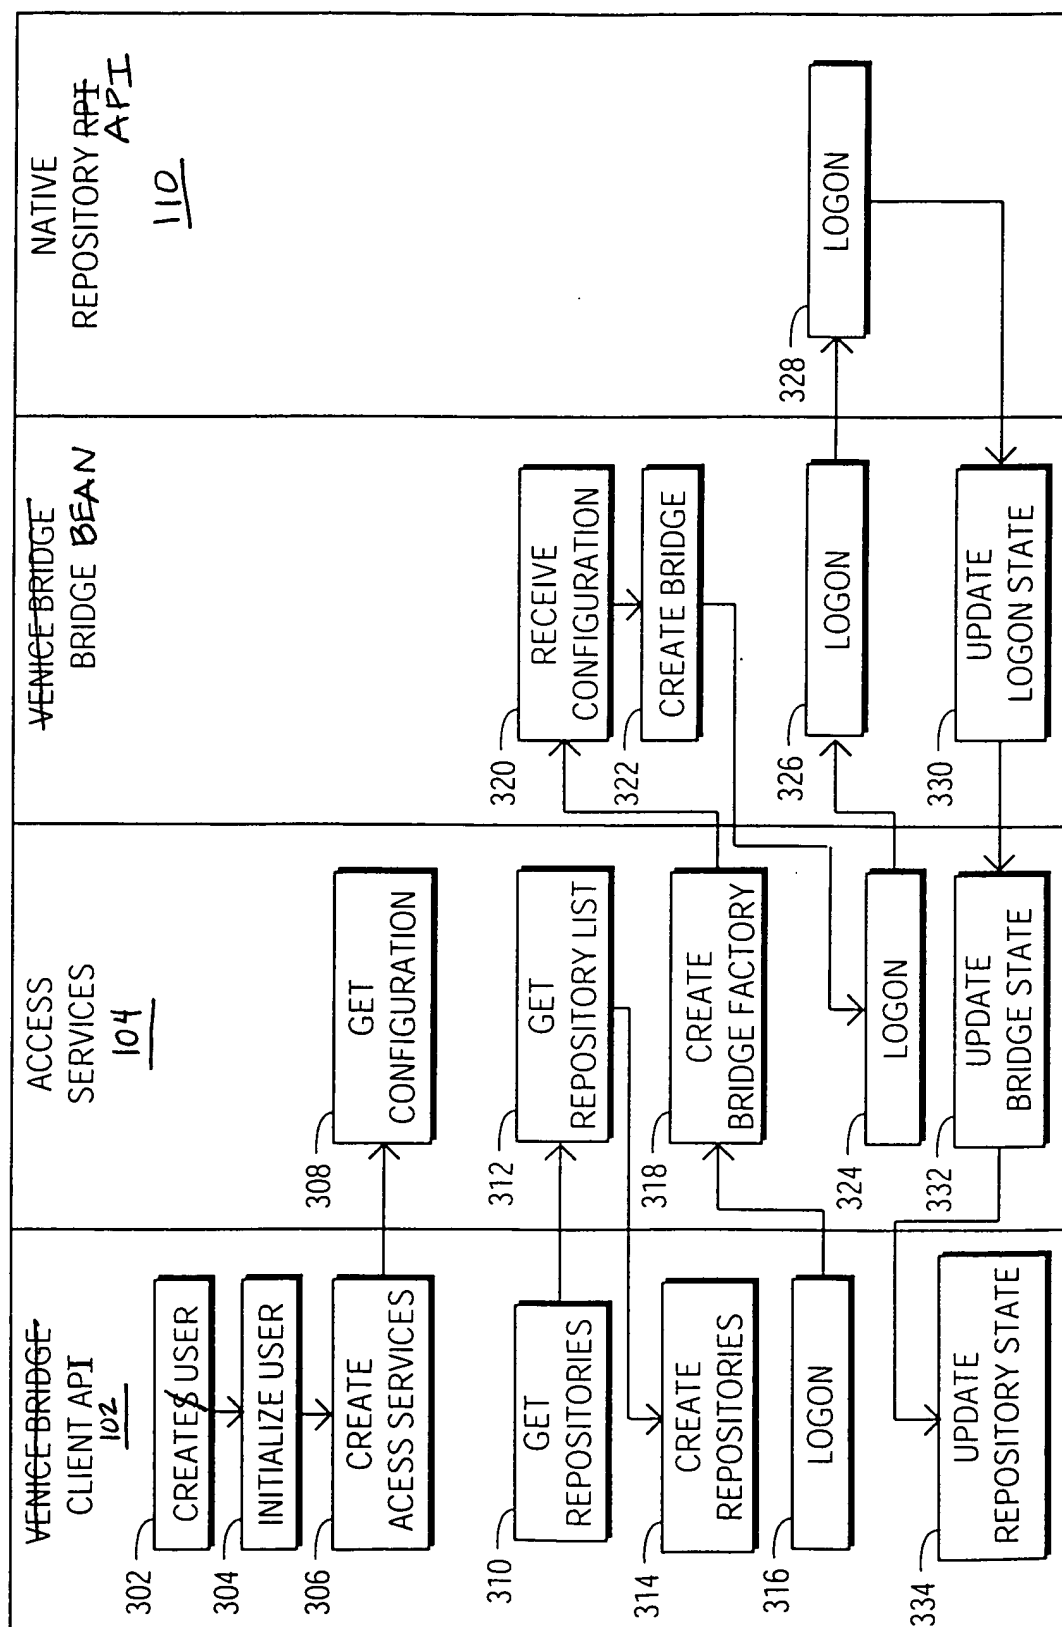 VENICE BRIDGE
CLIENT API
102
302
CREATES USER
304
INITIALIZE USER
306
CREATE
ACESS SERVICES
310
GET
REPOSITORIES
314
CREATE
REPOSITORIES
316
LOGON
334
UPDATE
REPOSITORY STATE
ACCESS
SERVICES
104
308
GET
CONFIGURATION
312
GET
REPOSITORY LIST
318
CREATE
BRIDGE FACTORY
324
LOGON
332
UPDATE
BRIDGE STATE
VENICE BRIDGE
BRIDGE BEAN
320
RECEIVE
CONFIGURATION
322
CREATE BRIDGE
326
LOGON
330
UPDATE
LOGON STATE
NATIVE
REPOSITORY RPI
API
110
328
LOGON